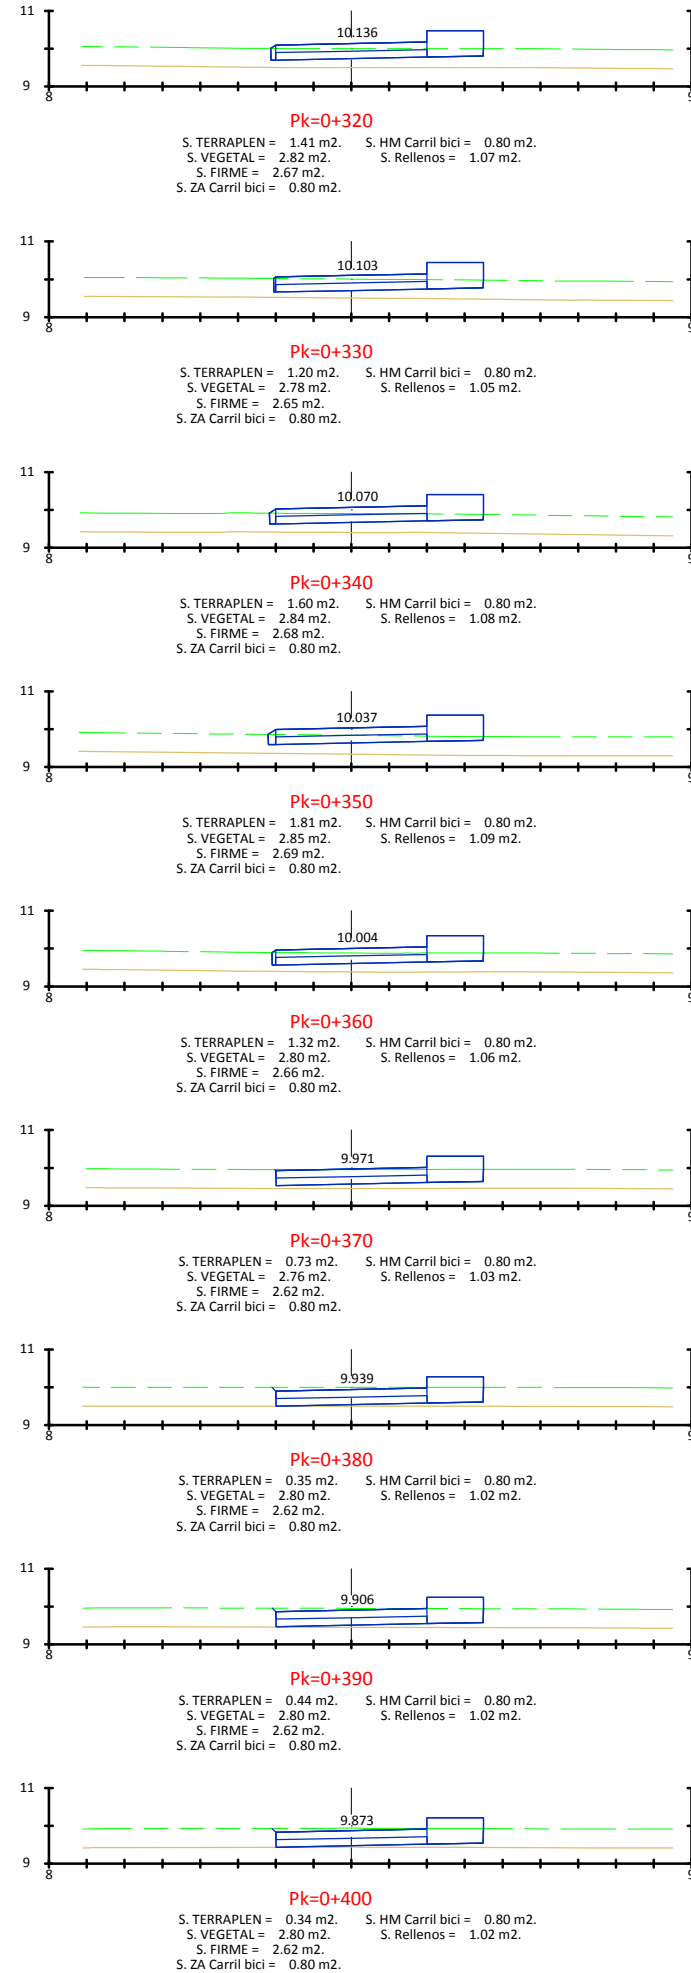 11
10.136
9
8
9
Pk=0+320
S. TERRAPLEN = 1.41 m2. S. HM Carril bici = 0.80 m2.
S. VEGETAL = 2.82 m2. S. Rellenos = 1.07 m2.
S. FIRME = 2.67 m2.
S. ZA Carril bici = 0.80 m2.
11
10.103
9
8
9
Pk=0+330
S. TERRAPLEN = 1.20 m2. S. HM Carril bici = 0.80 m2.
S. VEGETAL = 2.78 m2. S. Rellenos = 1.05 m2.
S. FIRME = 2.65 m2.
S. ZA Carril bici = 0.80 m2.
11
10.070
9
8
9
Pk=0+340
S. TERRAPLEN = 1.60 m2. S. HM Carril bici = 0.80 m2.
S. VEGETAL = 2.84 m2. S. Rellenos = 1.08 m2.
S. FIRME = 2.68 m2.
S. ZA Carril bici = 0.80 m2.
11
10.037
9
8
9
Pk=0+350
S. TERRAPLEN = 1.81 m2. S. HM Carril bici = 0.80 m2.
S. VEGETAL = 2.85 m2. S. Rellenos = 1.09 m2.
S. FIRME = 2.69 m2.
S. ZA Carril bici = 0.80 m2.
11
10.004
9
8
9
Pk=0+360
S. TERRAPLEN = 1.32 m2. S. HM Carril bici = 0.80 m2.
S. VEGETAL = 2.80 m2. S. Rellenos = 1.06 m2.
S. FIRME = 2.66 m2.
S. ZA Carril bici = 0.80 m2.
11
9.971
9
8
9
Pk=0+370
S. TERRAPLEN = 0.73 m2. S. HM Carril bici = 0.80 m2.
S. VEGETAL = 2.76 m2. S. Rellenos = 1.03 m2.
S. FIRME = 2.62 m2.
S. ZA Carril bici = 0.80 m2.
11
9.939
9
8
9
Pk=0+380
S. TERRAPLEN = 0.35 m2. S. HM Carril bici = 0.80 m2.
S. VEGETAL = 2.80 m2. S. Rellenos = 1.02 m2.
S. FIRME = 2.62 m2.
S. ZA Carril bici = 0.80 m2.
11
9.906
9
8
9
Pk=0+390
S. TERRAPLEN = 0.44 m2. S. HM Carril bici = 0.80 m2.
S. VEGETAL = 2.80 m2. S. Rellenos = 1.02 m2.
S. FIRME = 2.62 m2.
S. ZA Carril bici = 0.80 m2.
11
9.873
9
8
9
Pk=0+400
S. TERRAPLEN = 0.34 m2. S. HM Carril bici = 0.80 m2.
S. VEGETAL = 2.80 m2. S. Rellenos = 1.02 m2.
S. FIRME = 2.62 m2.
S. ZA Carril bici = 0.80 m2.